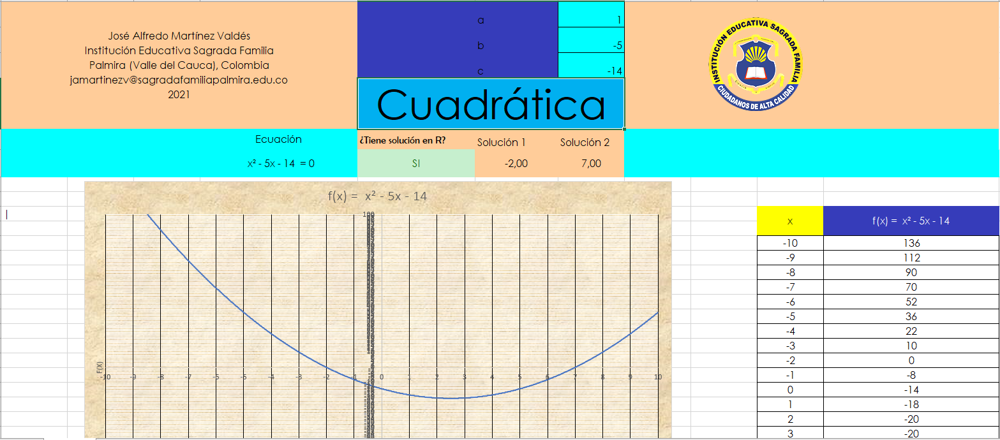 José Alfredo Martínez Valdés
Institución Educativa Sagrada Familia
Palmira (Valle del Cauca), Colombia
jamartinezv@sagradafamiliapalmira.edu.co
2021
a 1
b -5
c -14
Cuadrática
INSTITUCIÓN EDUCATIVA SAGRADA FAMILIA
CIUDADANOS DE ALTA CALIDAD
Ecuación
x² - 5x - 14 = 0
¿Tiene solución en R? Solución 1 Solución 2
SI -2,00 7,00
f(x) = x² - 5x - 14
100
F(X)
-10 -9 -8 -7 -6 -5 -4 -3 -2 -1 0 1 2 3 4 5 6 7 8 9 10
x f(x) = x² - 5x - 14
-10 136
-9 112
-8 90
-7 70
-6 52
-5 36
-4 22
-3 10
-2 0
-1 -8
0 -14
1 -18
2 -20
3 -20